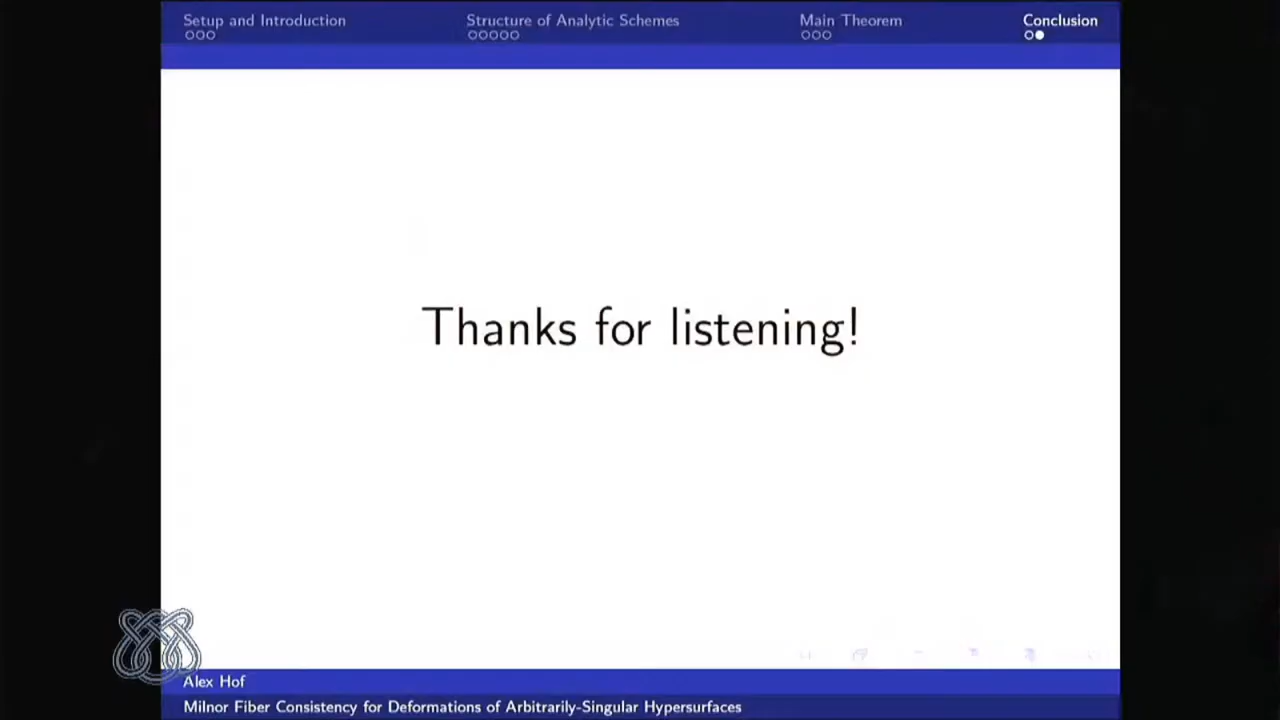 Setup and Introduction
Structure of Analytic Schemes
Main Theorem
Conclusion
Thanks for listening!
Alex Hof
Milnor Fiber Consistency for Deformations of Arbitrarily-Singular Hypersurfaces